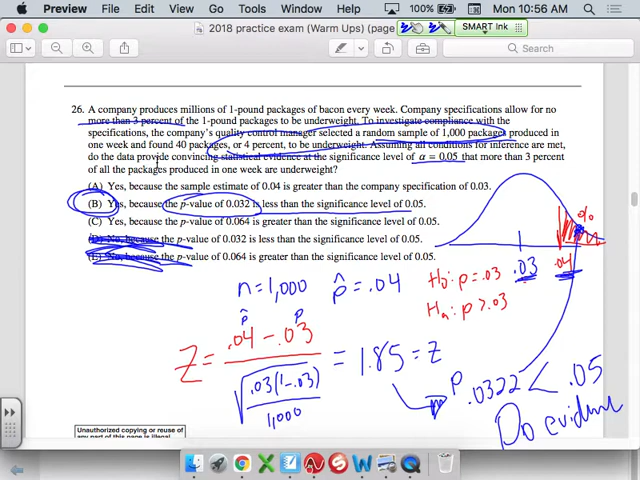 Preview File Edit View Go Tools Window Help 100% Mon 10:56 AM
2018 practice exam (Warm Ups) (page
SMART Ink
Search
26. A company produces millions of 1-pound packages of bacon every week. Company specifications allow for no
more than 3 percent of the 1-pound packages to be underweight. To investigate compliance with the
specifications, the company's quality control manager selected a random sample of 1,000 packages produced in
one week and found 40 packages, or 4 percent, to be underweight. Assuming all conditions for inference are met,
do the data provide convincing statistical evidence at the significance level of α = 0.05 that more than 3 percent
of all the packages produced in one week are underweight?
(A) Yes, because the sample estimate of 0.04 is greater than the company specification of 0.03.
(B) Yes, because the p-value of 0.032 is less than the significance level of 0.05.
(C) Yes, because the p-value of 0.064 is greater than the significance level of 0.05.
(D) No, because the p-value of 0.032 is less than the significance level of 0.05.
(E) No, because the p-value of 0.064 is greater than the significance level of 0.05.
%
.03 .04
n = 1,000 p̂ = .04
H₀: p = .03
Hₐ: p > .03
p̂ p
Z = .04 - .03 / √.03(1-.03)/1,000 = 1.85 = z
p .0322 < .05
Do evidence
Unauthorized copying or reuse of
any part of this page is illegal.